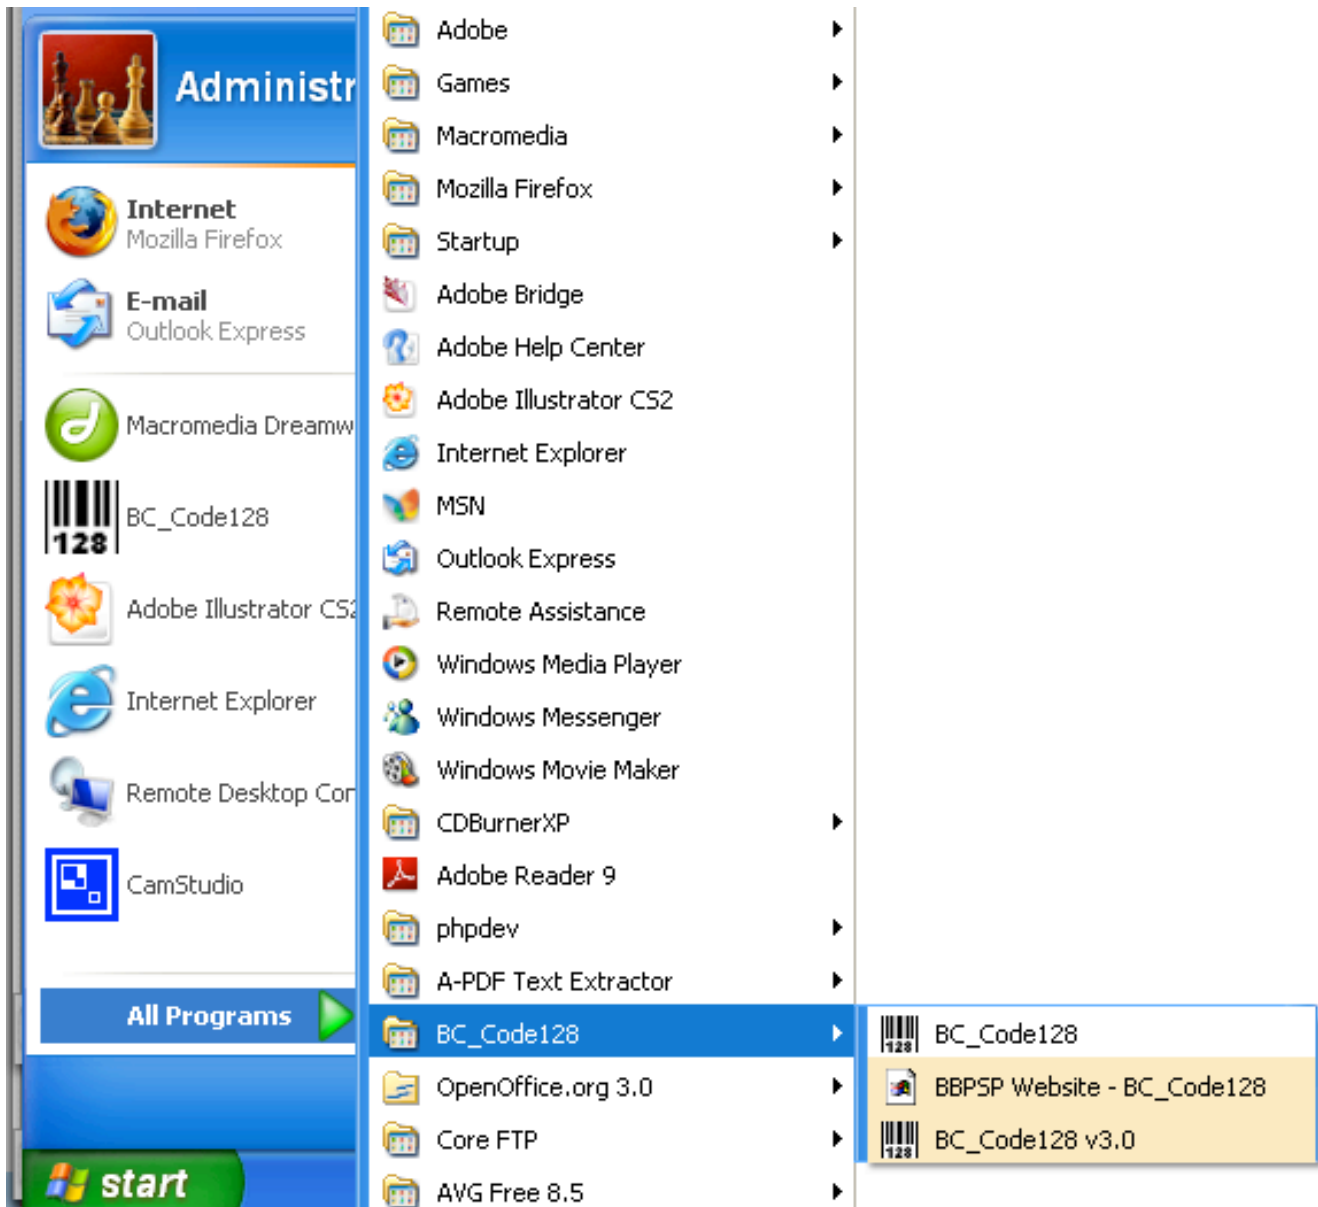 Administr
Internet
Mozilla Firefox
E-mail
Outlook Express
Macromedia Dreamw
BC_Code128
128
Adobe Illustrator CS2
Internet Explorer
Remote Desktop Cor
CamStudio
All Programs
start
Adobe
Games
Macromedia
Mozilla Firefox
Startup
Adobe Bridge
Adobe Help Center
Adobe Illustrator CS2
Internet Explorer
MSN
Outlook Express
Remote Assistance
Windows Media Player
Windows Messenger
Windows Movie Maker
CDBurnerXP
Adobe Reader 9
phpdev
A-PDF Text Extractor
BC_Code128
OpenOffice.org 3.0
Core FTP
AVG Free 8.5
128
BC_Code128
BBPSP Website - BC_Code128
128
BC_Code128 v3.0